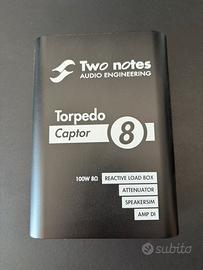 Two notes
AUDIO ENGINEERING
Torpedo
Captor
8
100W 8Ω
REACTIVE LOAD BOX
ATTENUATOR
SPEAKERSIM
AMP DI
subito